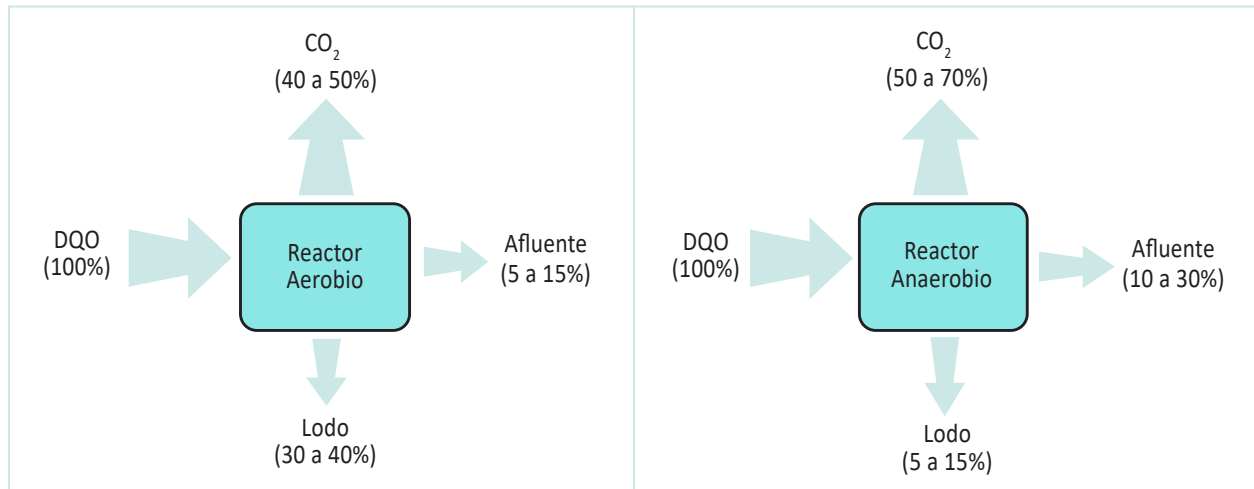 CO2
(40 a 50%)
DQO
(100%)
Reactor
Aerobio
Afluente
(5 a 15%)
Lodo
(30 a 40%)
CO2
(50 a 70%)
DQO
(100%)
Reactor
Anaerobio
Afluente
(10 a 30%)
Lodo
(5 a 15%)